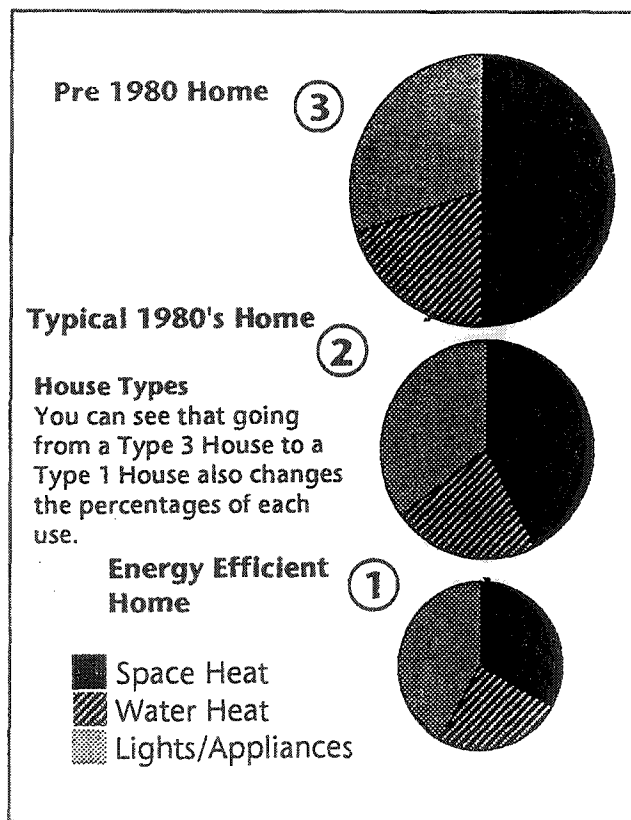 Pre 1980 Home
3
Typical 1980's Home
2
House Types
You can see that going
from a Type 3 House to a
Type 1 House also changes
the percentages of each
use.
Energy Efficient
Home
1
Space Heat
Water Heat
Lights/Appliances